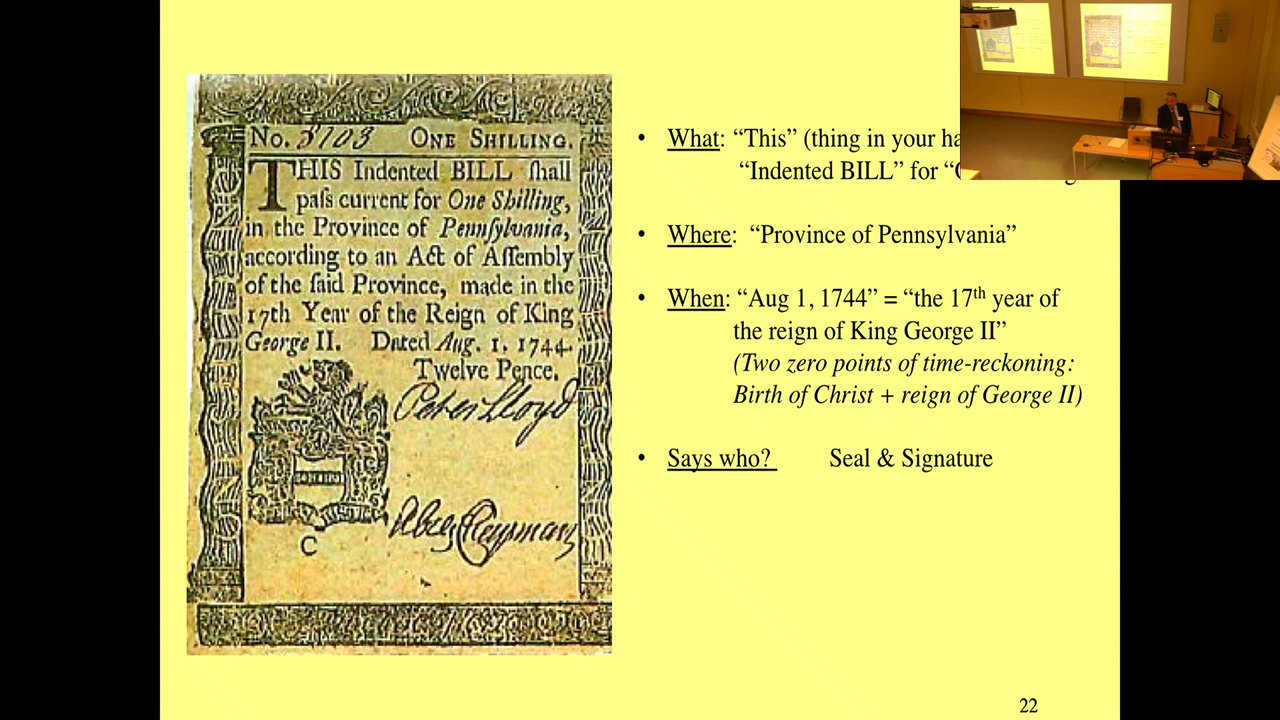 No. 3703 ONE SHILLING.
THIS Indented BILL ſhall
paſs current for One Shilling,
in the Province of Pennſylvania,
according to an Act of Aſſembly
of the ſaid Province, made in the
17th Year of the Reign of King
George II. Dated Aug. 1. 1744.
Twelve Pence.
Peter Lloyd
C
• What: “This” (thing in your ha
“Indented BILL” for “
• Where: “Province of Pennsylvania”
• When: “Aug 1, 1744” = “the 17th year of
the reign of King George II”
(Two zero points of time-reckoning:
Birth of Christ + reign of George II)
• Says who? Seal & Signature
22